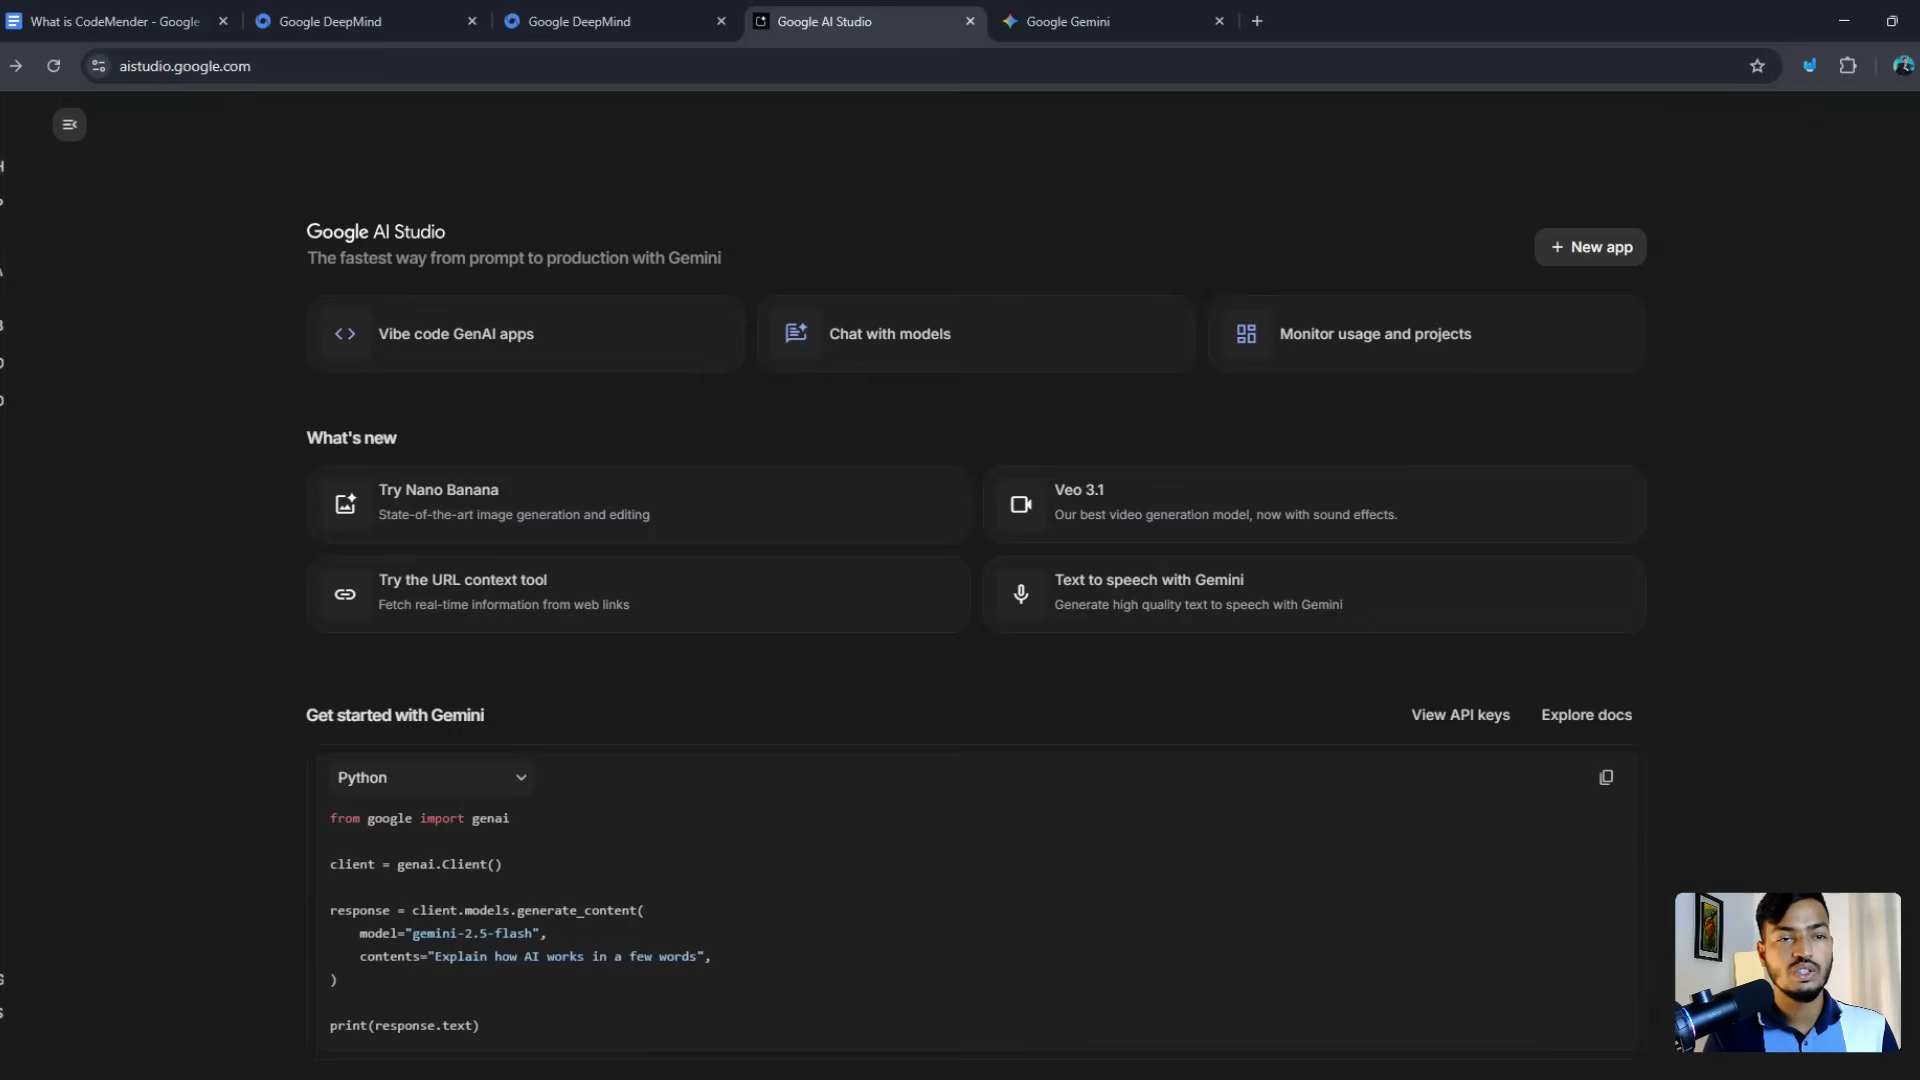 What is CodeMender - Google
Google DeepMind
Google DeepMind
Google AI Studio
Google Gemini
aistudio.google.com
Google AI Studio
The fastest way from prompt to production with Gemini
New app
Vibe code GenAI apps
Chat with models
Monitor usage and projects
What's new
Try Nano Banana
State-of-the-art image generation and editing
Veo 3.1
Our best video generation model, now with sound effects.
Try the URL context tool
Fetch real-time information from web links
Text to speech with Gemini
Generate high quality text to speech with Gemini
Get started with Gemini
View API keys
Explore docs
Python
from google import genai
client = genai.Client()
response = client.models.generate_content(
model="gemini-2.5-flash",
contents="Explain how AI works in a few words",
)
print(response.text)